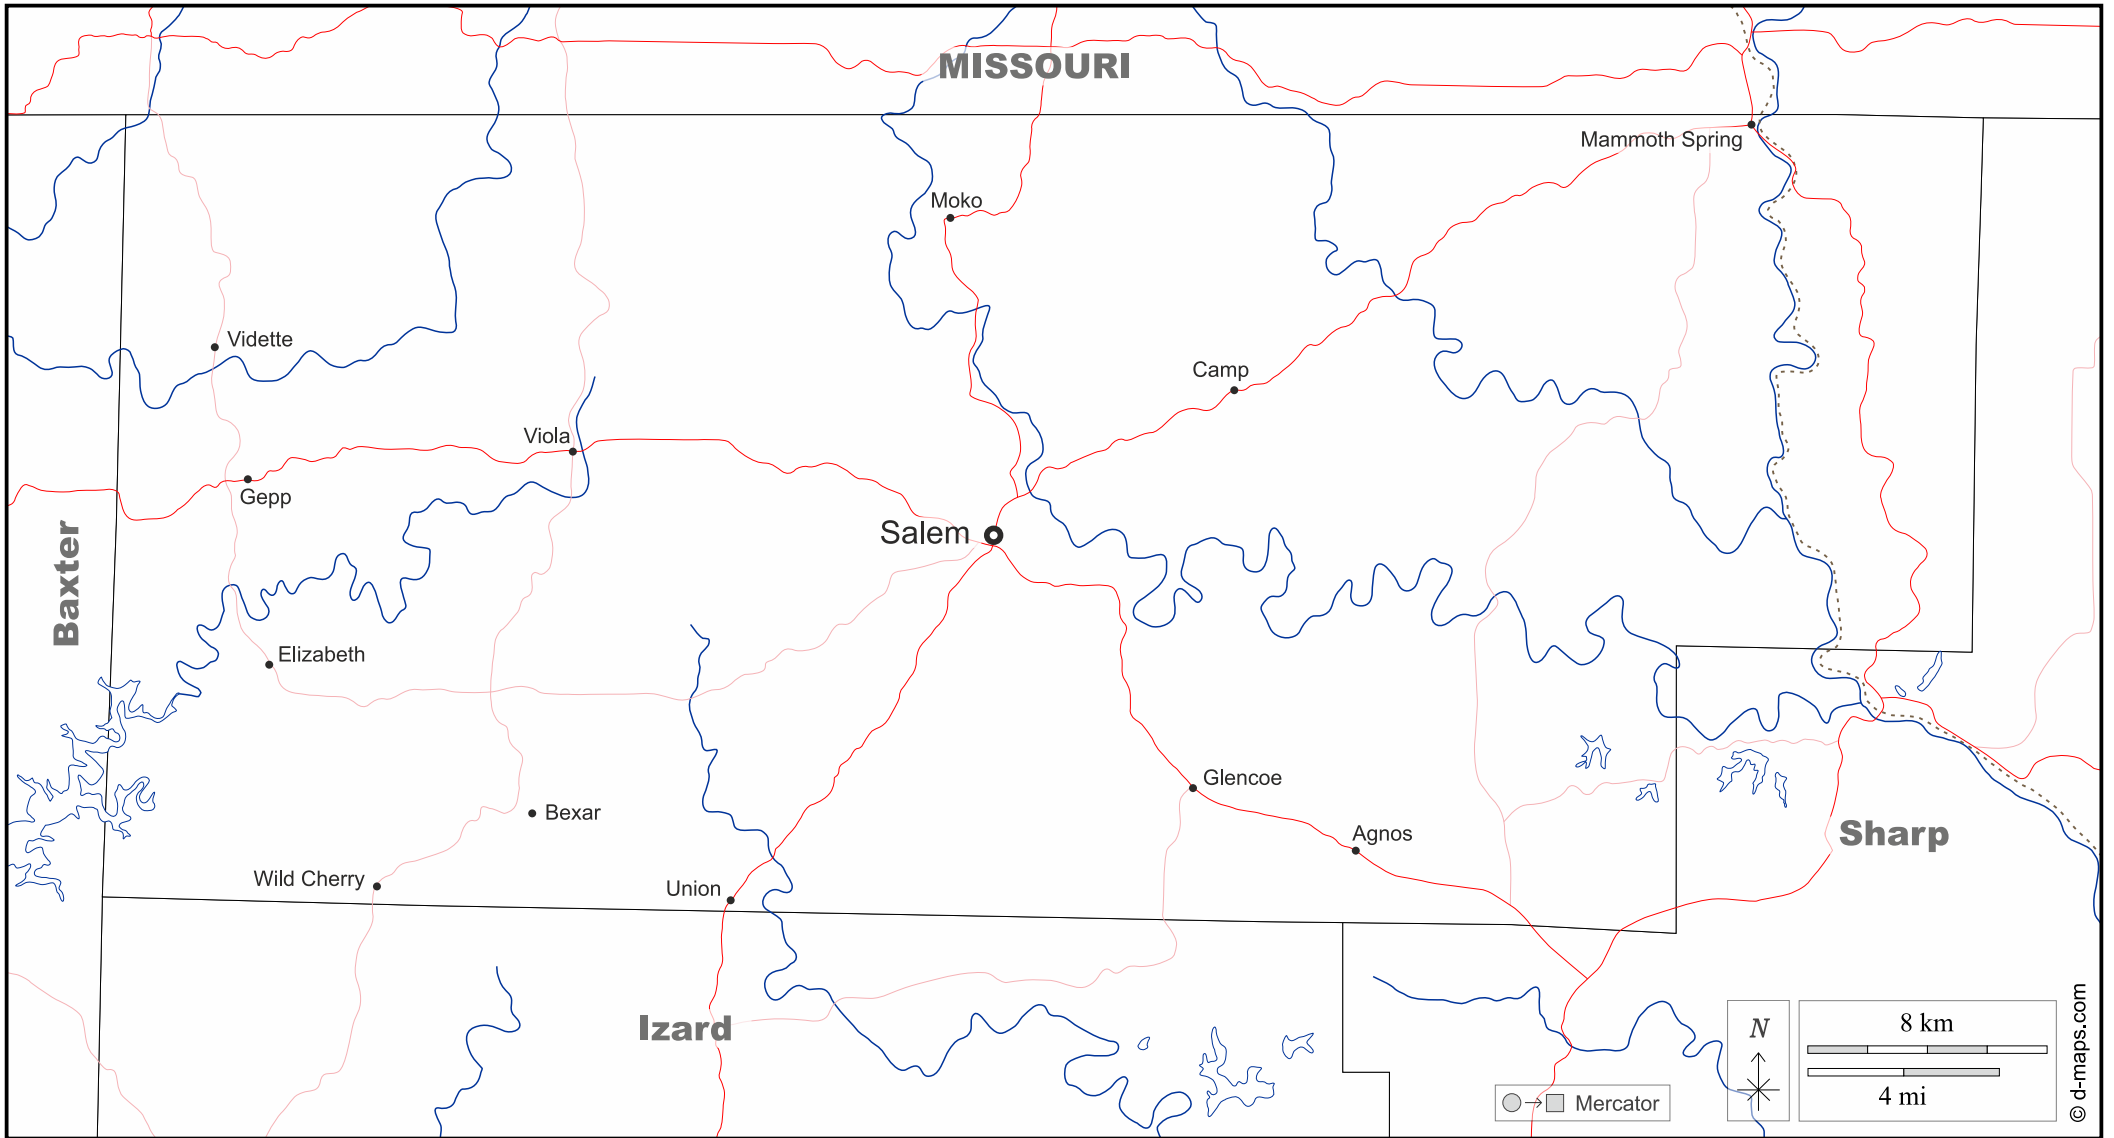 MISSOURI
Mammoth Spring
Moko
Vidette
Camp
Viola
Gepp
Salem
Baxter
Elizabeth
Glencoe
Bexar
Agnos
Sharp
Wild Cherry
Union
Izard
N
8 km
4 mi
Mercator
© d-maps.com